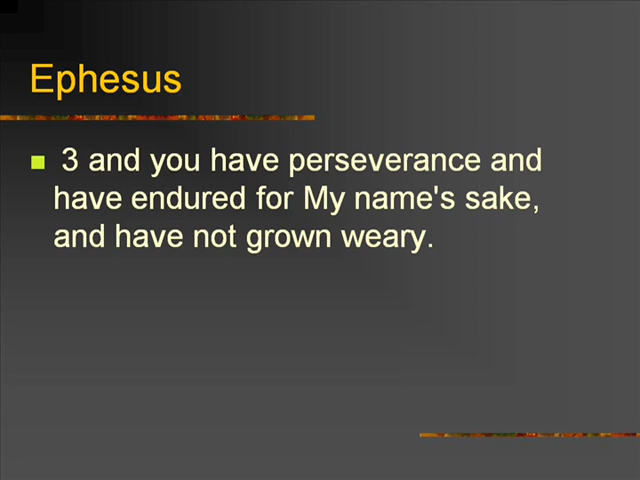 Ephesus
3 and you have perseverance and
have endured for My name's sake,
and have not grown weary.